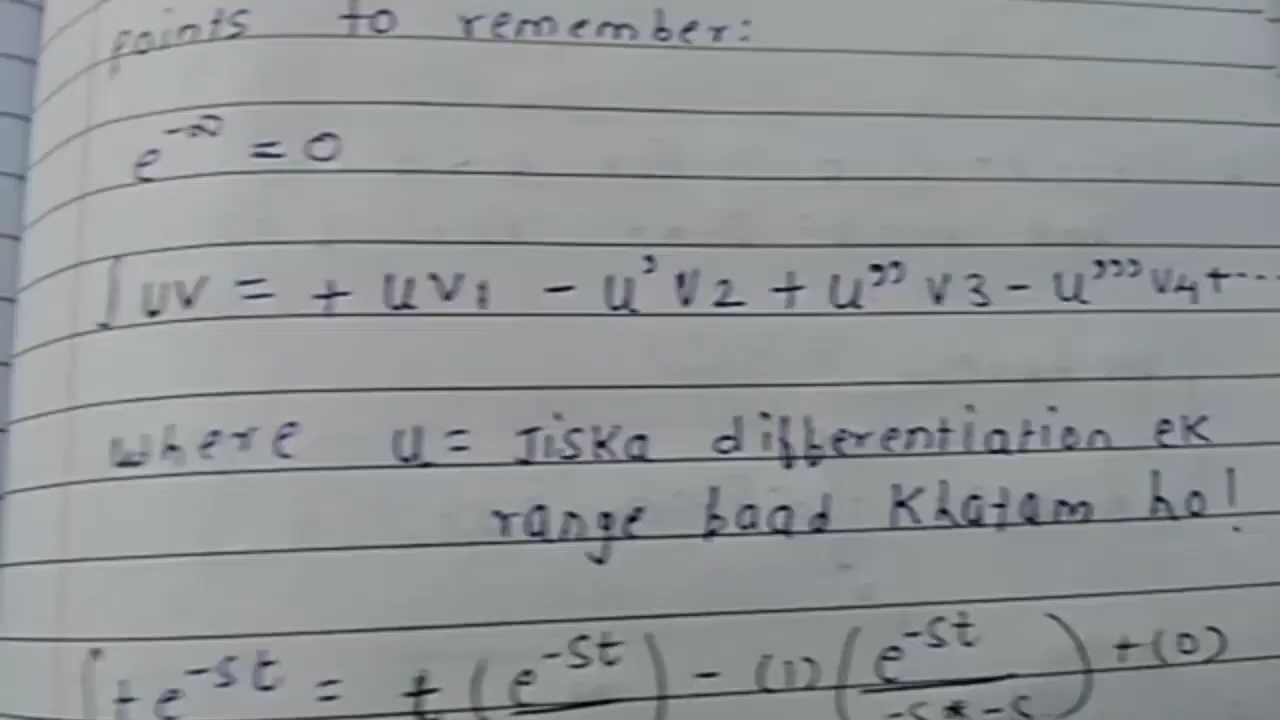 points to remember:
e^-∞ = 0
∫uv = + uv1 - u'v2 + u''v3 - u'''v4 + ...
where u = Jiska differentiation ek
range baad Khatam ho!
∫te^-st = t(e^-st) - (1)(e^-st / -s*-s) + (0)